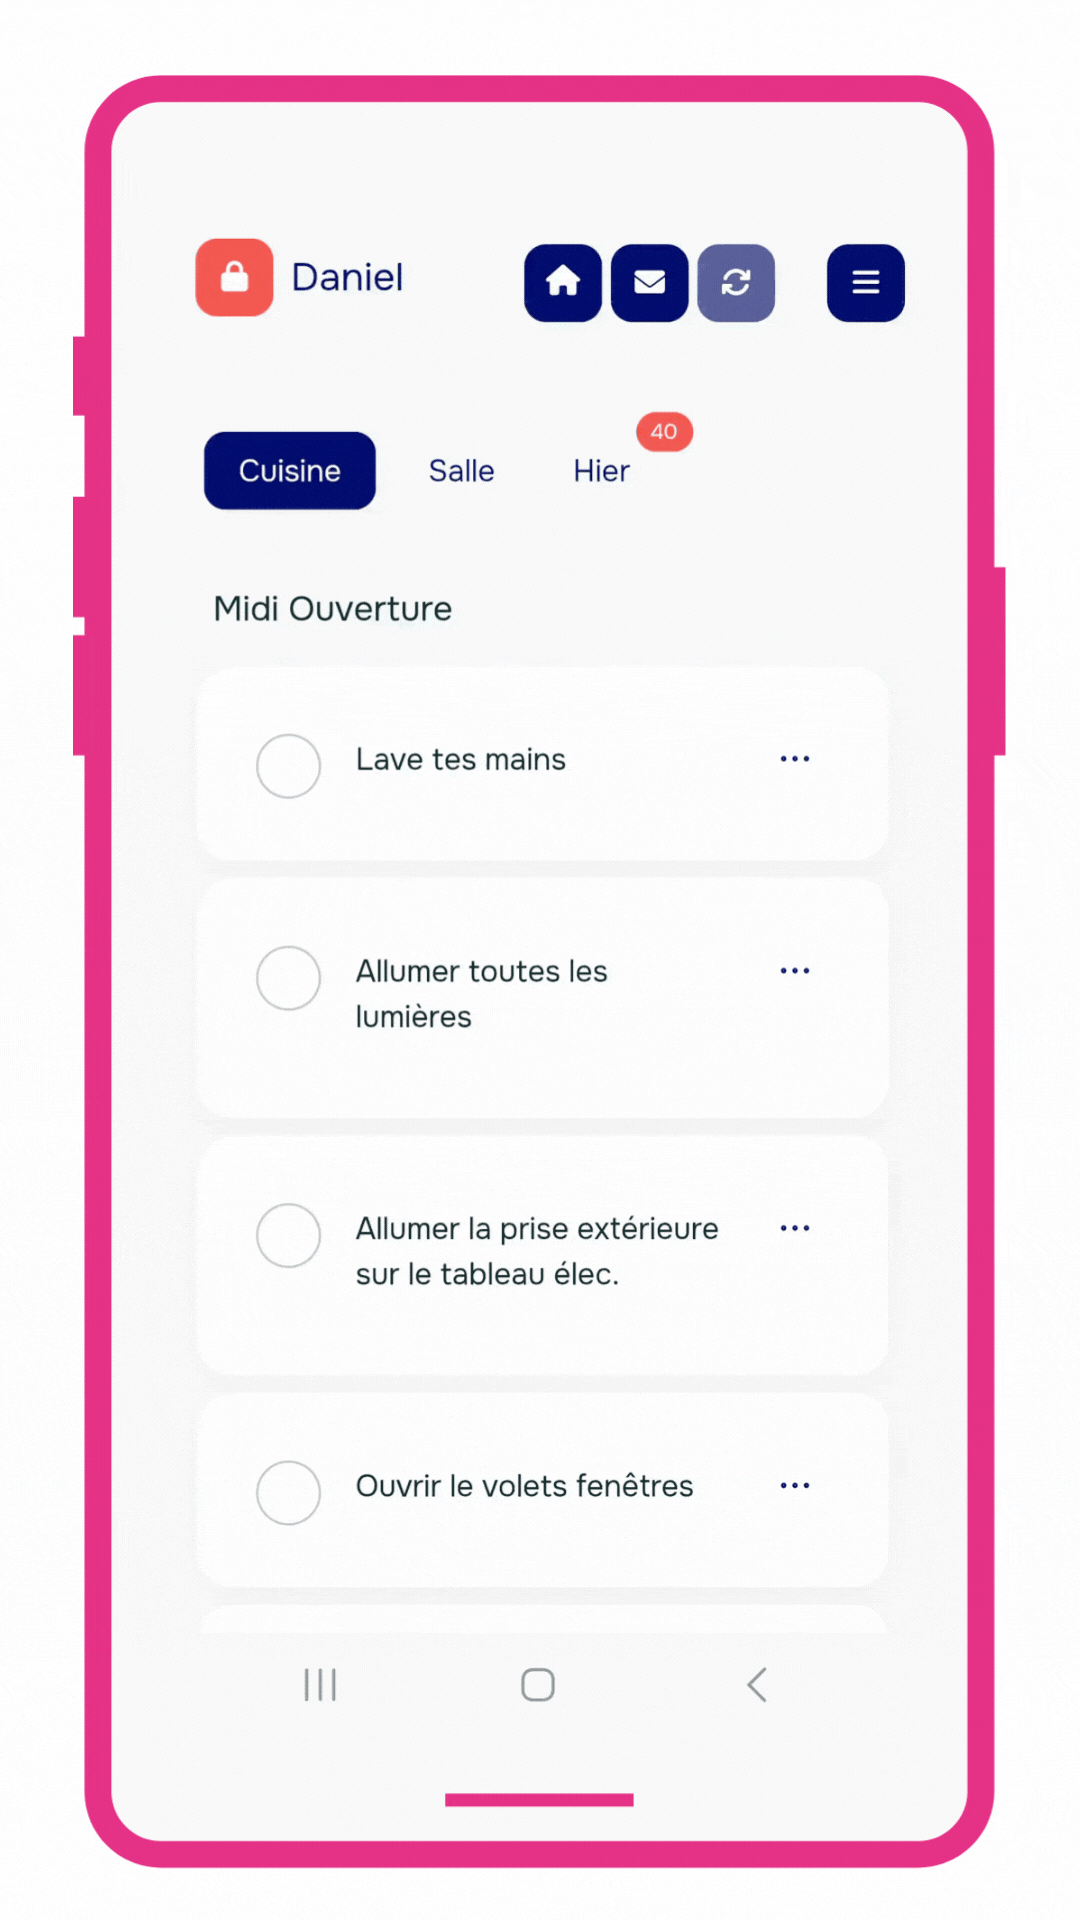 Daniel
40
Cuisine
Salle
Hier
Midi Ouverture
Lave tes mains
Allumer toutes les
lumières
Allumer la prise extérieure
sur le tableau élec.
Ouvrir le volets fenêtres